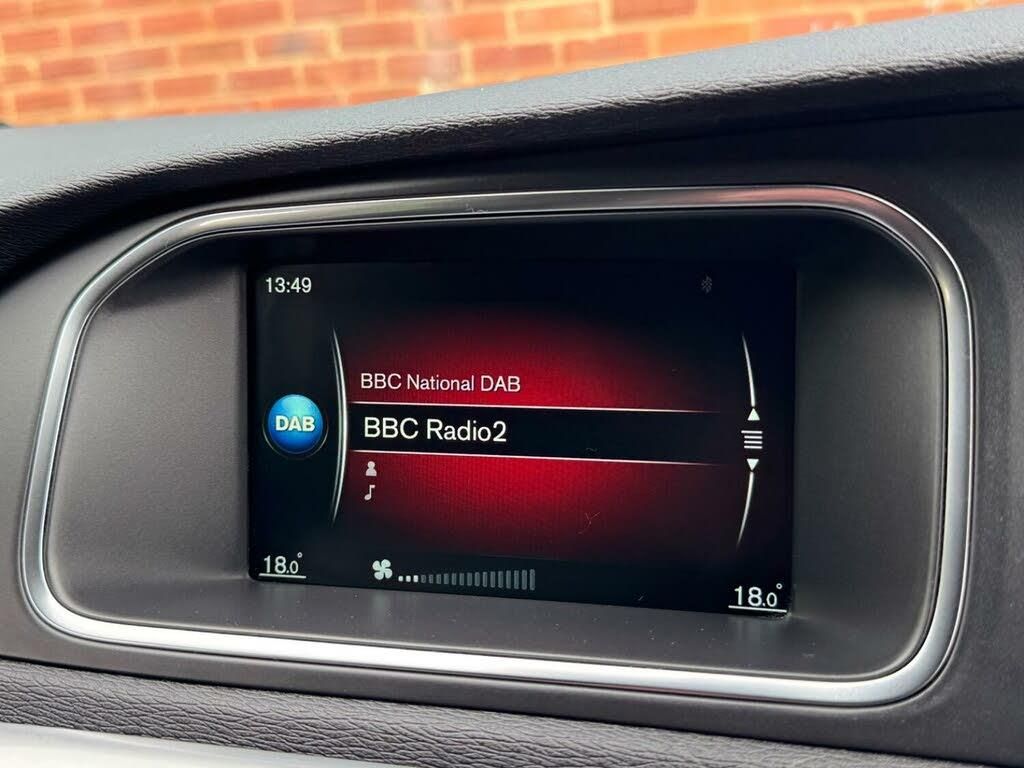 13:49
BBC National DAB
DAB
BBC Radio2
18.0°
18.0°